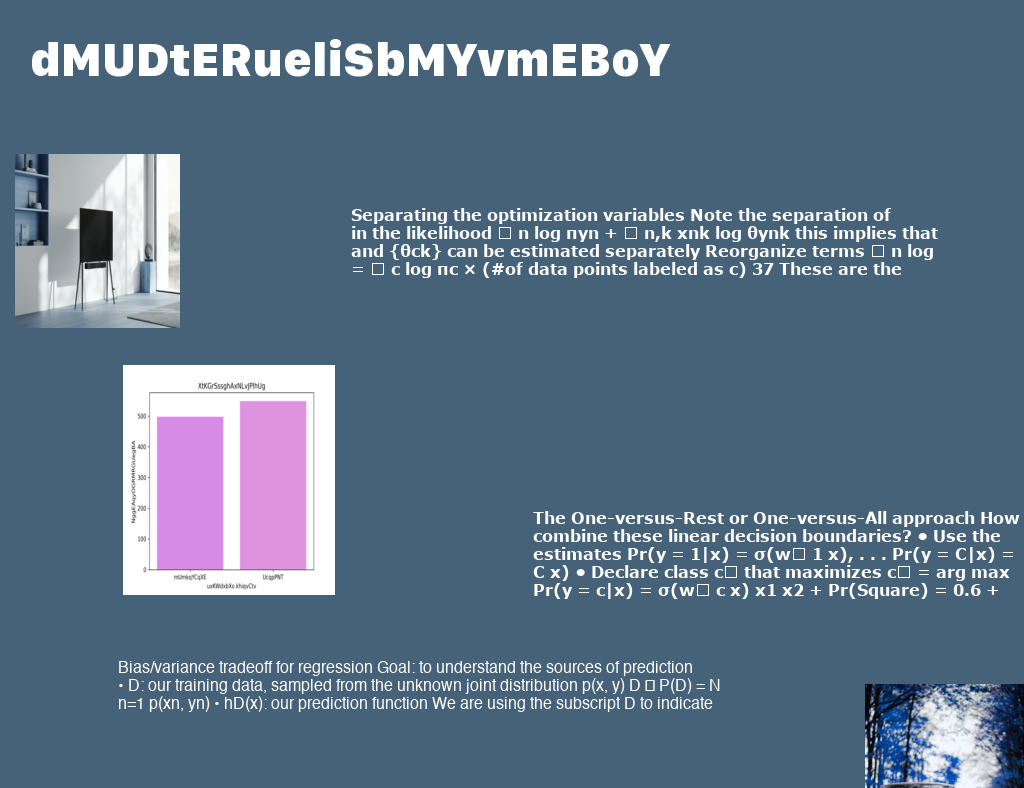 dMUDtERueliSbMYvmEBoY
Separating the optimization variables Note the separation of
in the likelihood □ n log πyn + □ n,k xnk log θynk this implies that
and {θck} can be estimated separately Reorganize terms □ n log
= □ c log πc × (#of data points labeled as c) 37 These are the
XtKGrSssghAxNLvJPlhUg
500
400
300
200
100
0
NggEAqyOGRMRGUegBA
mUmkqYCqXE UcqpPNT
uxKWdxbXo khiqvCtv
The One-versus-Rest or One-versus-All approach How
combine these linear decision boundaries? • Use the
estimates Pr(y = 1|x) = σ(w□ 1 x), . . . Pr(y = C|x) =
C x) • Declare class c□ that maximizes c□ = arg max
Pr(y = c|x) = σ(w□ c x) x1 x2 + Pr(Square) = 0.6 +
Bias/variance tradeoff for regression Goal: to understand the sources of prediction
• D: our training data, sampled from the unknown joint distribution p(x, y) D □ P(D) = N
n=1 p(xn, yn) • hD(x): our prediction function We are using the subscript D to indicate